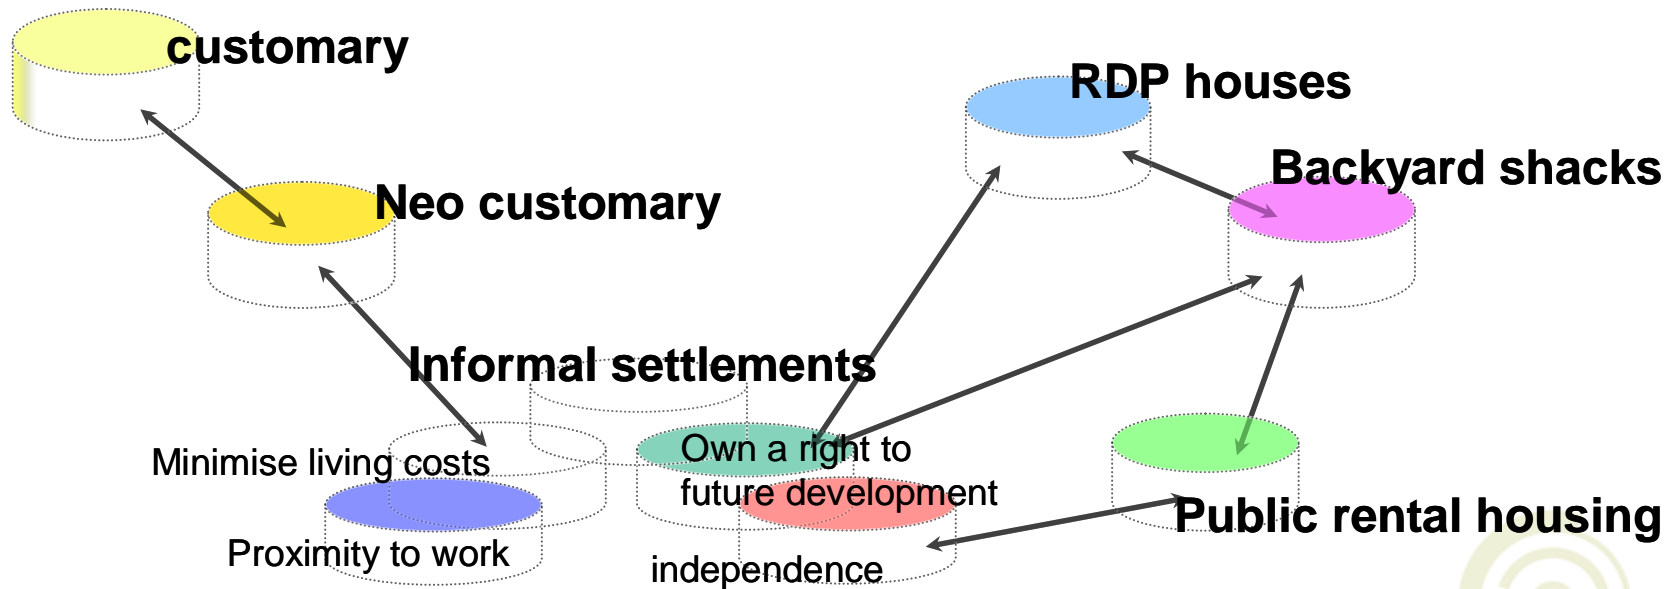 customary
RDP houses
Backyard shacks
Neo customary
Informal settlements
Minimise living costs
Own a right to
future development
Proximity to work
independence
Public rental housing